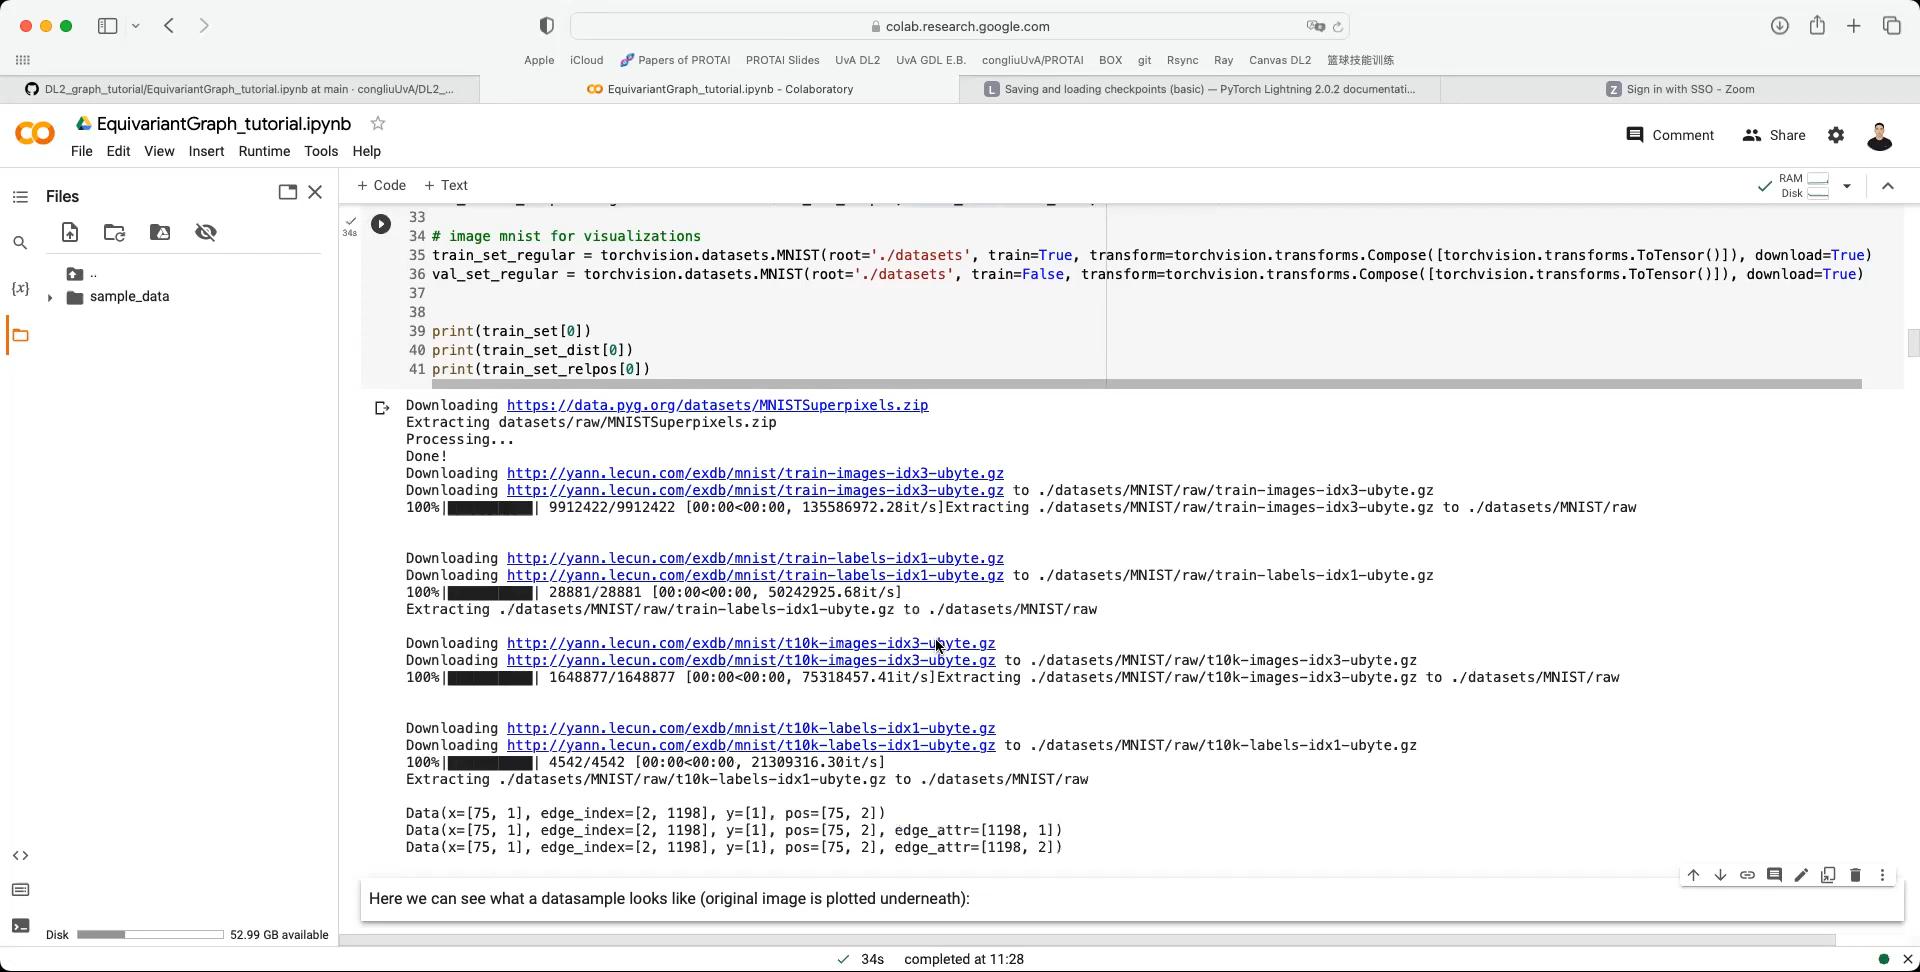 colab.research.google.com
Apple iCloud Papers of PROTAI PROTAI Slides UvA DL2 UvA GDL E.B. congliuUvA/PROTAI BOX git Rsync Ray Canvas DL2 篮球技能训练
DL2_graph_tutorial/EquivariantGraph_tutorial.ipynb at main · congliuUvA/DL2_...
EquivariantGraph_tutorial.ipynb - Colaboratory
L Saving and loading checkpoints (basic) — PyTorch Lightning 2.0.2 documentati...
Z Sign in with SSO - Zoom
EquivariantGraph_tutorial.ipynb
File Edit View Insert Runtime Tools Help
Comment Share
Files
+ Code + Text
RAM
Disk
..
sample_data
{x}
Disk 52.99 GB available
34s
33
34 # image mnist for visualizations
35 train_set_regular = torchvision.datasets.MNIST(root='./datasets', train=True, transform=torchvision.transforms.Compose([torchvision.transforms.ToTensor()]), download=True)
36 val_set_regular = torchvision.datasets.MNIST(root='./datasets', train=False, transform=torchvision.transforms.Compose([torchvision.transforms.ToTensor()]), download=True)
37
38
39 print(train_set[0])
40 print(train_set_dist[0])
41 print(train_set_relpos[0])
Downloading https://data.pyg.org/datasets/MNISTSuperpixels.zip
Extracting datasets/raw/MNISTSuperpixels.zip
Processing...
Done!
Downloading http://yann.lecun.com/exdb/mnist/train-images-idx3-ubyte.gz
Downloading http://yann.lecun.com/exdb/mnist/train-images-idx3-ubyte.gz to ./datasets/MNIST/raw/train-images-idx3-ubyte.gz
100%|██████████| 9912422/9912422 [00:00<00:00, 135586972.28it/s]Extracting ./datasets/MNIST/raw/train-images-idx3-ubyte.gz to ./datasets/MNIST/raw
Downloading http://yann.lecun.com/exdb/mnist/train-labels-idx1-ubyte.gz
Downloading http://yann.lecun.com/exdb/mnist/train-labels-idx1-ubyte.gz to ./datasets/MNIST/raw/train-labels-idx1-ubyte.gz
100%|██████████| 28881/28881 [00:00<00:00, 50242925.68it/s]
Extracting ./datasets/MNIST/raw/train-labels-idx1-ubyte.gz to ./datasets/MNIST/raw
Downloading http://yann.lecun.com/exdb/mnist/t10k-images-idx3-ubyte.gz
Downloading http://yann.lecun.com/exdb/mnist/t10k-images-idx3-ubyte.gz to ./datasets/MNIST/raw/t10k-images-idx3-ubyte.gz
100%|██████████| 1648877/1648877 [00:00<00:00, 75318457.41it/s]Extracting ./datasets/MNIST/raw/t10k-images-idx3-ubyte.gz to ./datasets/MNIST/raw
Downloading http://yann.lecun.com/exdb/mnist/t10k-labels-idx1-ubyte.gz
Downloading http://yann.lecun.com/exdb/mnist/t10k-labels-idx1-ubyte.gz to ./datasets/MNIST/raw/t10k-labels-idx1-ubyte.gz
100%|██████████| 4542/4542 [00:00<00:00, 21309316.30it/s]
Extracting ./datasets/MNIST/raw/t10k-labels-idx1-ubyte.gz to ./datasets/MNIST/raw
Data(x=[75, 1], edge_index=[2, 1198], y=[1], pos=[75, 2])
Data(x=[75, 1], edge_index=[2, 1198], y=[1], pos=[75, 2], edge_attr=[1198, 1])
Data(x=[75, 1], edge_index=[2, 1198], y=[1], pos=[75, 2], edge_attr=[1198, 2])
Here we can see what a datasample looks like (original image is plotted underneath):
34s completed at 11:28